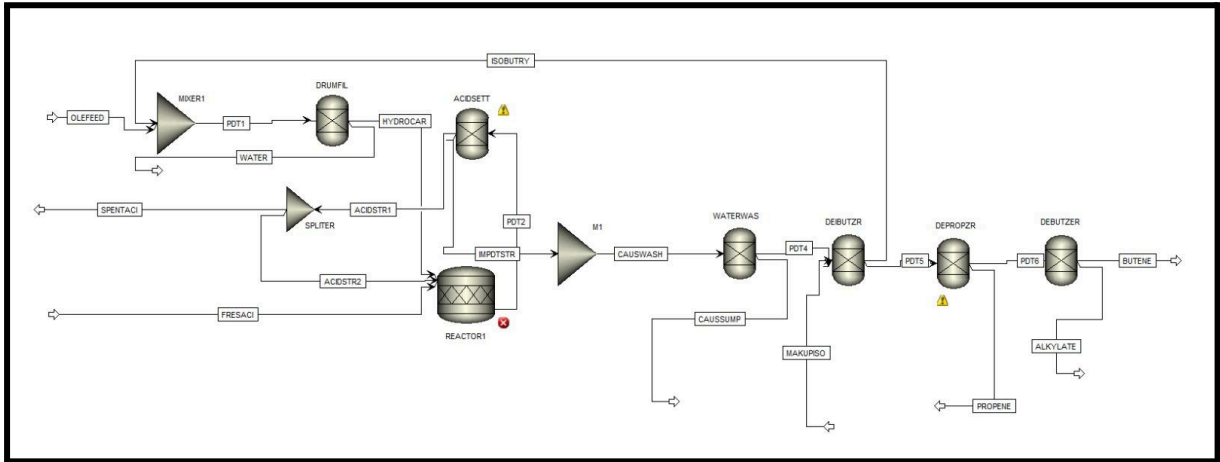 ISOBUTRY
DRUMFIL
MIXER1
ACIDSETT
OLEFEED
PDT1
HYDROCAR
WATER
SPENTACI
ACIDSTR1
SPLITER
PDT2
M1
WATERWAS
DEIBUTZR
DEPROPZR
DEBUTZER
IMPDTSTR
CAUSWASH
PDT4
PDT5
PDT6
BUTENE
ACIDSTR2
FRESACI
REACTOR1
CAUSSUMP
MAKUPISO
ALKYLATE
PROPENE